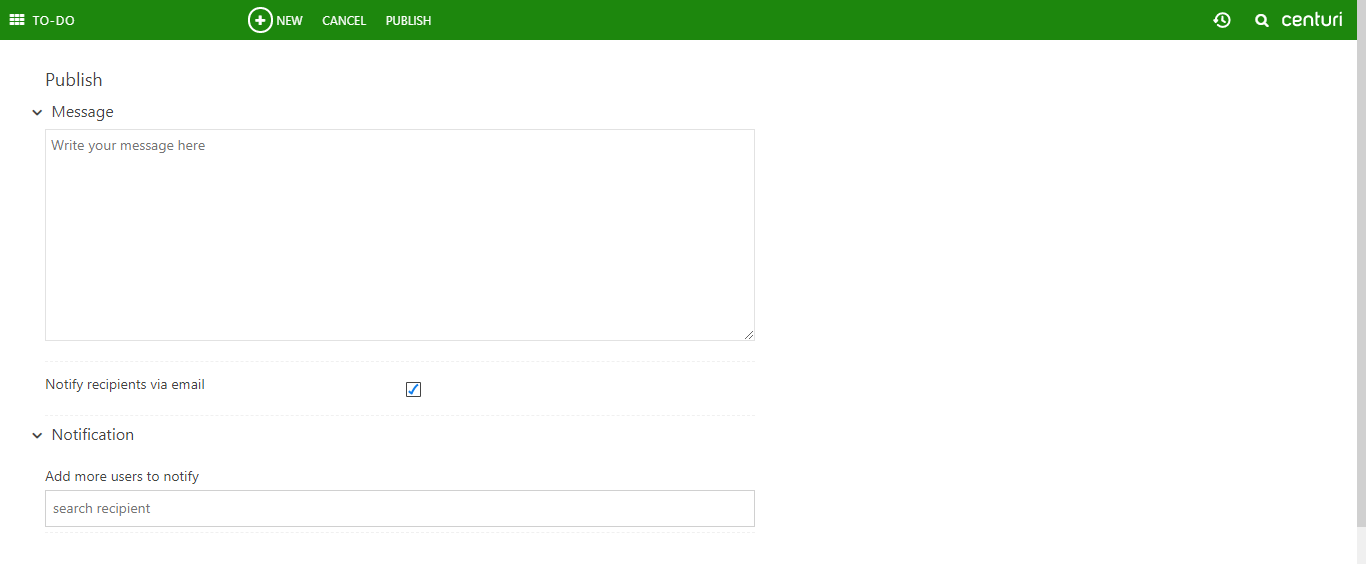 TO-DO NEW CANCEL PUBLISH centuri
Publish
Message
Write your message here
Notify recipients via email
Notification
Add more users to notify
search recipient